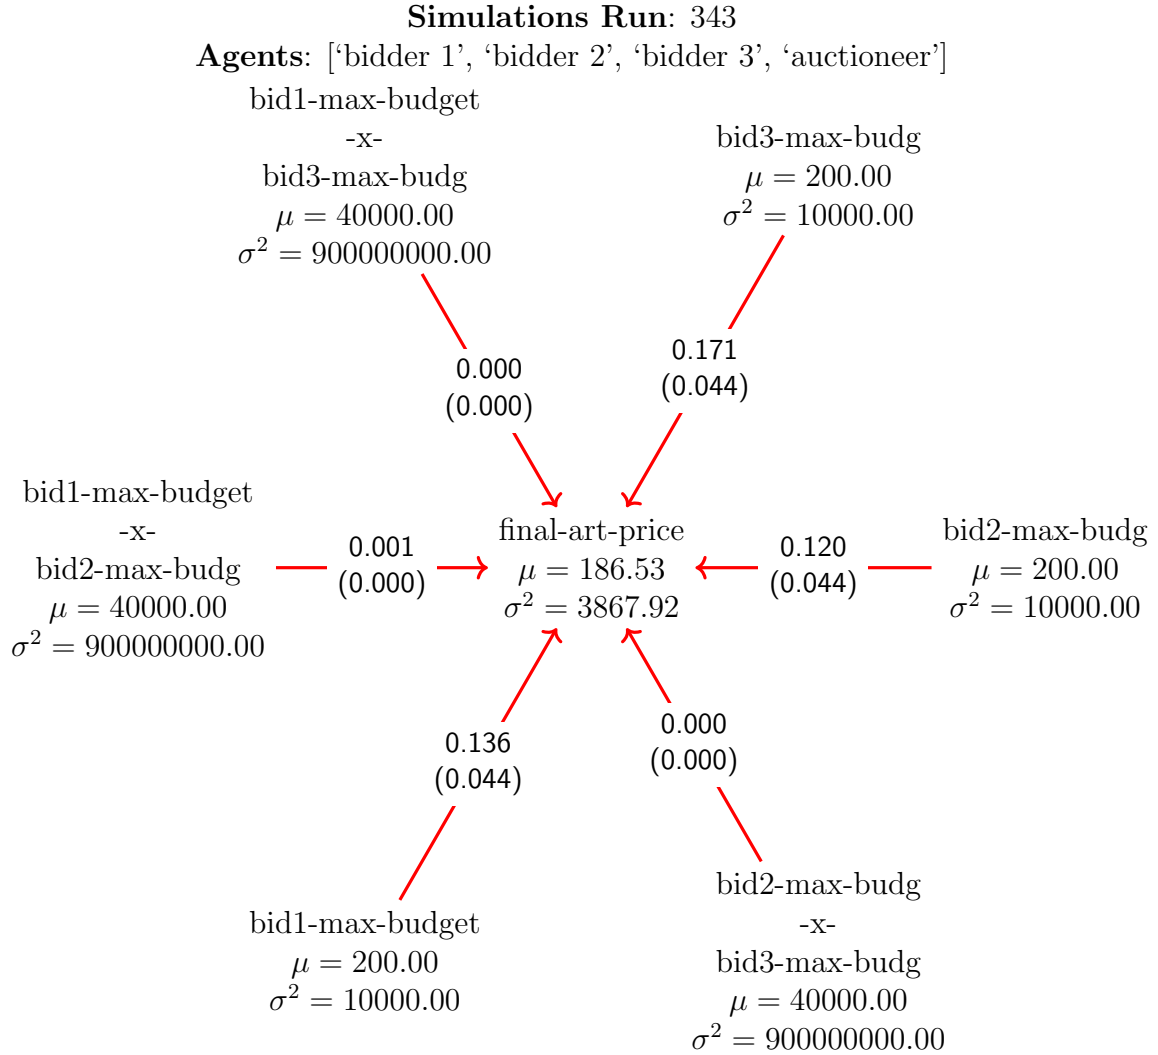 Simulations Run: 343
Agents: [‘bidder 1’, ‘bidder 2’, ‘bidder 3’, ‘auctioneer’]
bid1-max-budget
-x-
bid3-max-budg
μ = 40000.00
σ² = 900000000.00
bid3-max-budg
μ = 200.00
σ² = 10000.00
0.000
(0.000)
0.171
(0.044)
bid1-max-budget
-x-
bid2-max-budg
μ = 40000.00
σ² = 900000000.00
0.001
(0.000)
final-art-price
μ = 186.53
σ² = 3867.92
0.120
(0.044)
bid2-max-budg
μ = 200.00
σ² = 10000.00
0.136
(0.044)
0.000
(0.000)
bid1-max-budget
μ = 200.00
σ² = 10000.00
bid2-max-budg
-x-
bid3-max-budg
μ = 40000.00
σ² = 900000000.00